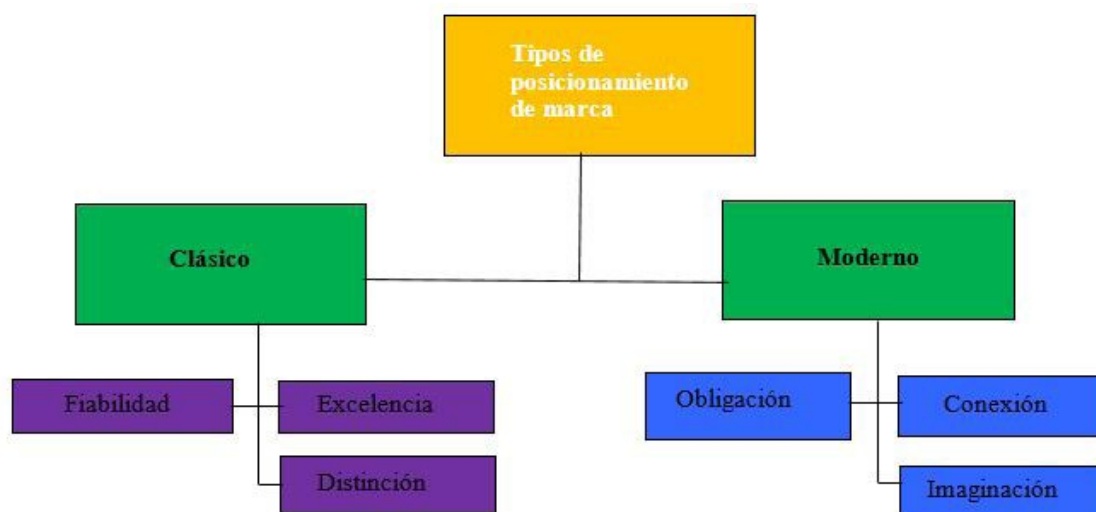 Tipos de
posicionamiento
de marca
Clásico
Moderno
Fiabilidad
Excelencia
Distinción
Obligación
Conexión
Imaginación